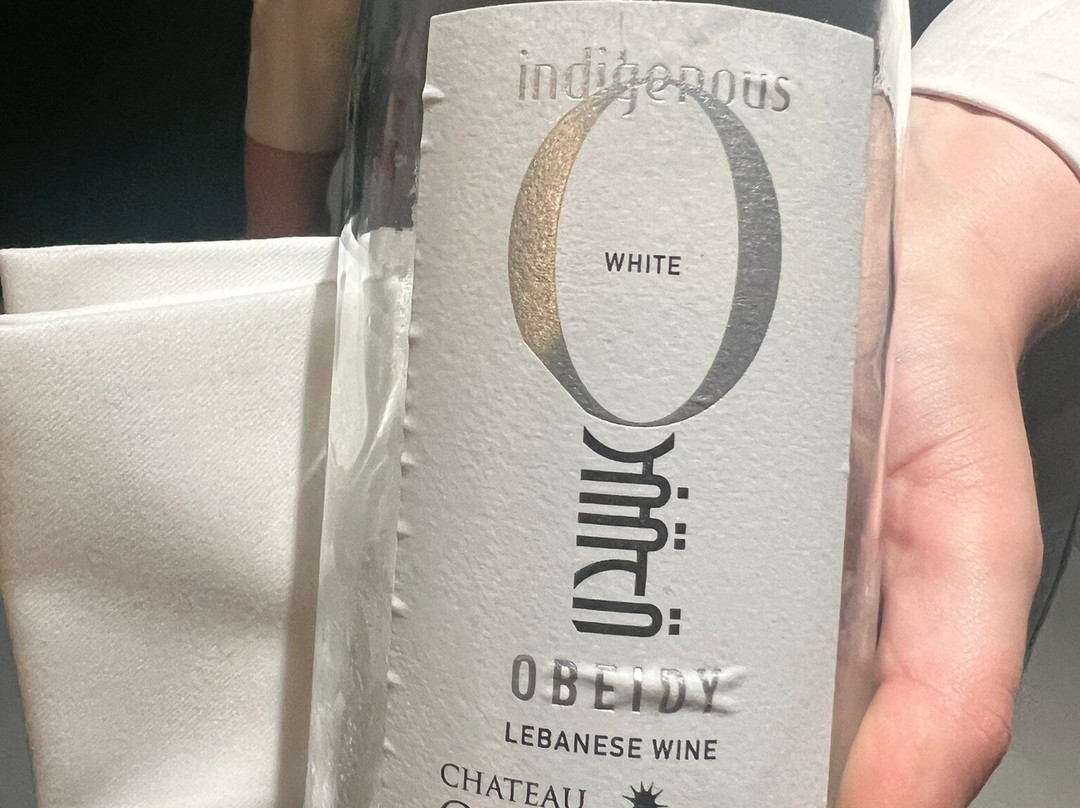 indigenous
WHITE
OBEIDY
LEBANESE WINE
CHATEAU